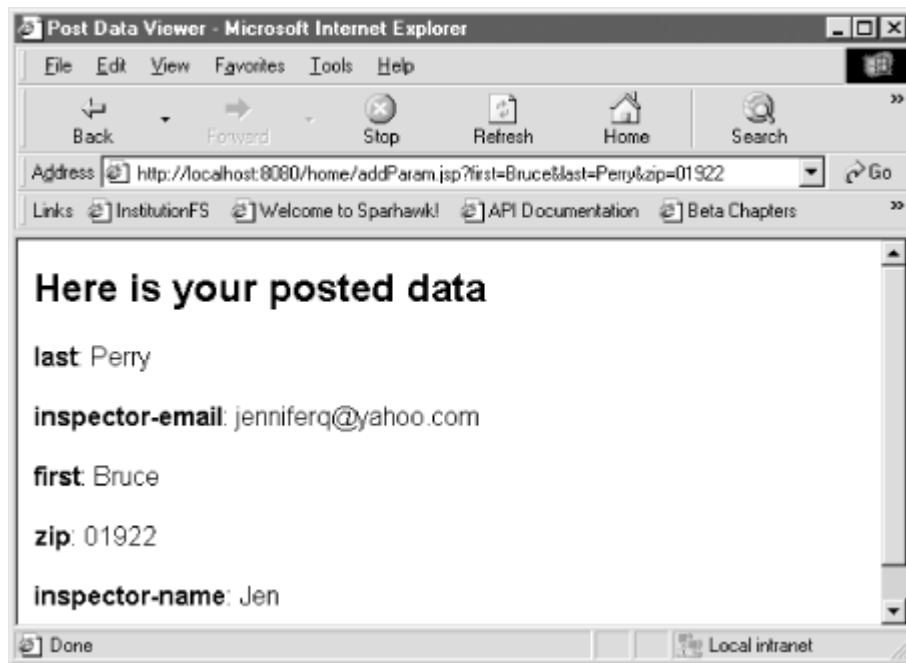 Post Data Viewer - Microsoft Internet Explorer
File Edit View Favorites Tools Help
Back Forward Stop Refresh Home Search »
Address http://localhost:8080/home/addParam.jsp?first=Bruce&last=Perry&zip=01922 Go
Links InstitutionFS Welcome to Sparhawk! API Documentation Beta Chapters »
Here is your posted data
last: Perry
inspector-email: jenniferq@yahoo.com
first: Bruce
zip: 01922
inspector-name: Jen
Done Local intranet